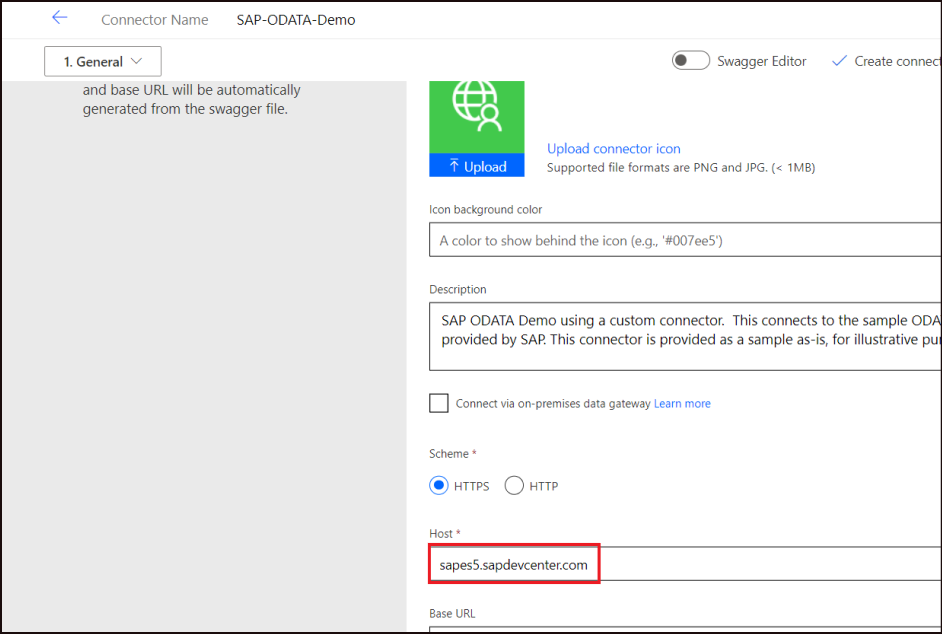 Connector Name SAP-ODATA-Demo
1. General
Swagger Editor
Create connect
and base URL will be automatically
generated from the swagger file.
Upload
Upload connector icon
Supported file formats are PNG and JPG. (< 1MB)
Icon background color
A color to show behind the icon (e.g., '#007ee5')
Description
SAP ODATA Demo using a custom connector.  This connects to the sample ODA
provided by SAP. This connector is provided as a sample as-is, for illustrative pur
Connect via on-premises data gateway Learn more
Scheme *
HTTPS HTTP
Host *
sapes5.sapdevcenter.com
Base URL